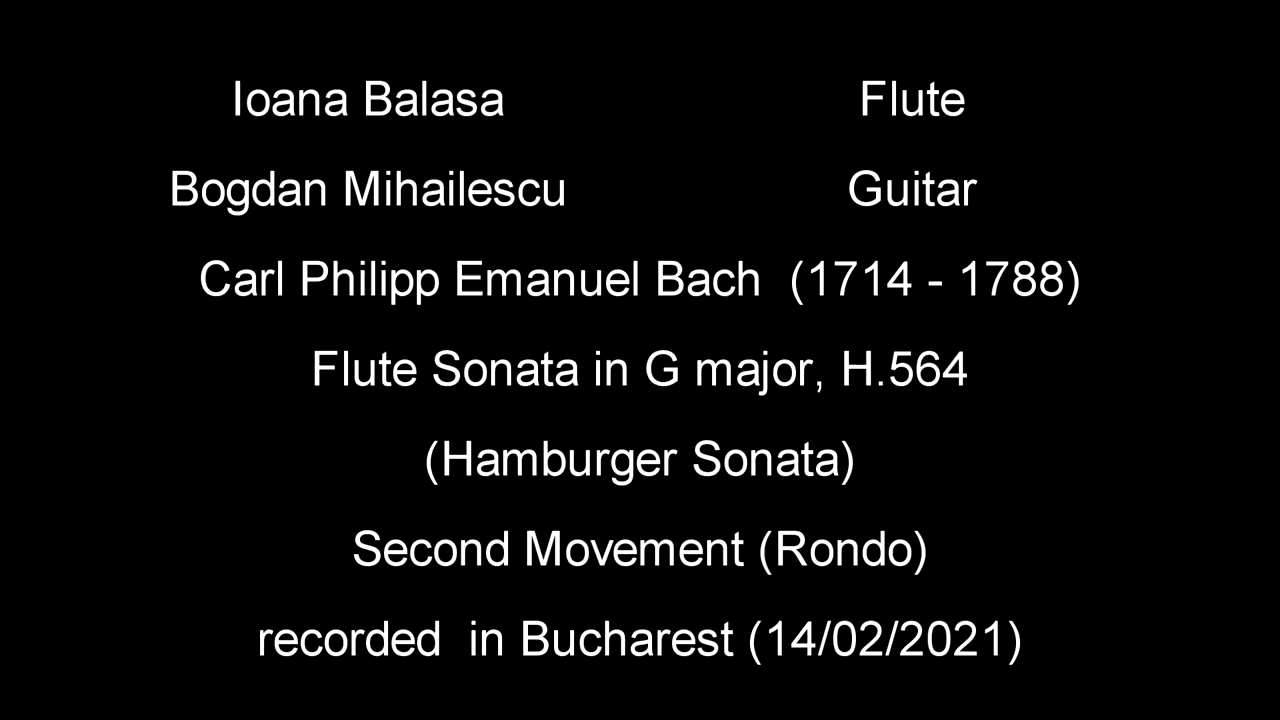 Ioana Balasa Flute
Bogdan Mihailescu Guitar
Carl Philipp Emanuel Bach (1714 - 1788)
Flute Sonata in G major, H.564
(Hamburger Sonata)
Second Movement (Rondo)
recorded in Bucharest (14/02/2021)